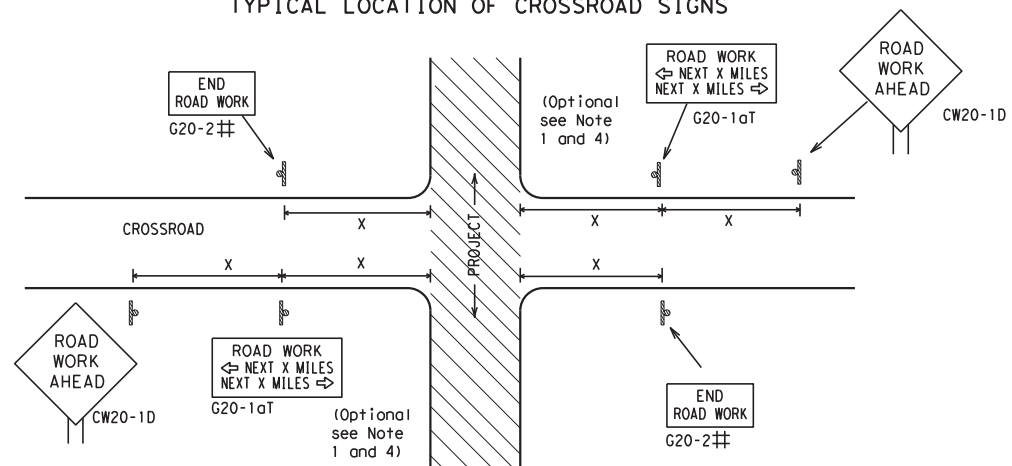 TYPICAL LOCATION OF CROSSROAD SIGNS
END
ROAD WORK
G20-2#
(Optional
see Note
1 and 4)
ROAD WORK
⇦ NEXT X MILES
NEXT X MILES ⇨
G20-1aT
ROAD
WORK
AHEAD
CW20-1D
X
X
X
CROSSROAD
PROJECT
X
X
X
ROAD
WORK
AHEAD
CW20-1D
ROAD WORK
⇦ NEXT X MILES
NEXT X MILES ⇨
G20-1aT
(Optional
see Note
1 and 4)
END
ROAD WORK
G20-2#